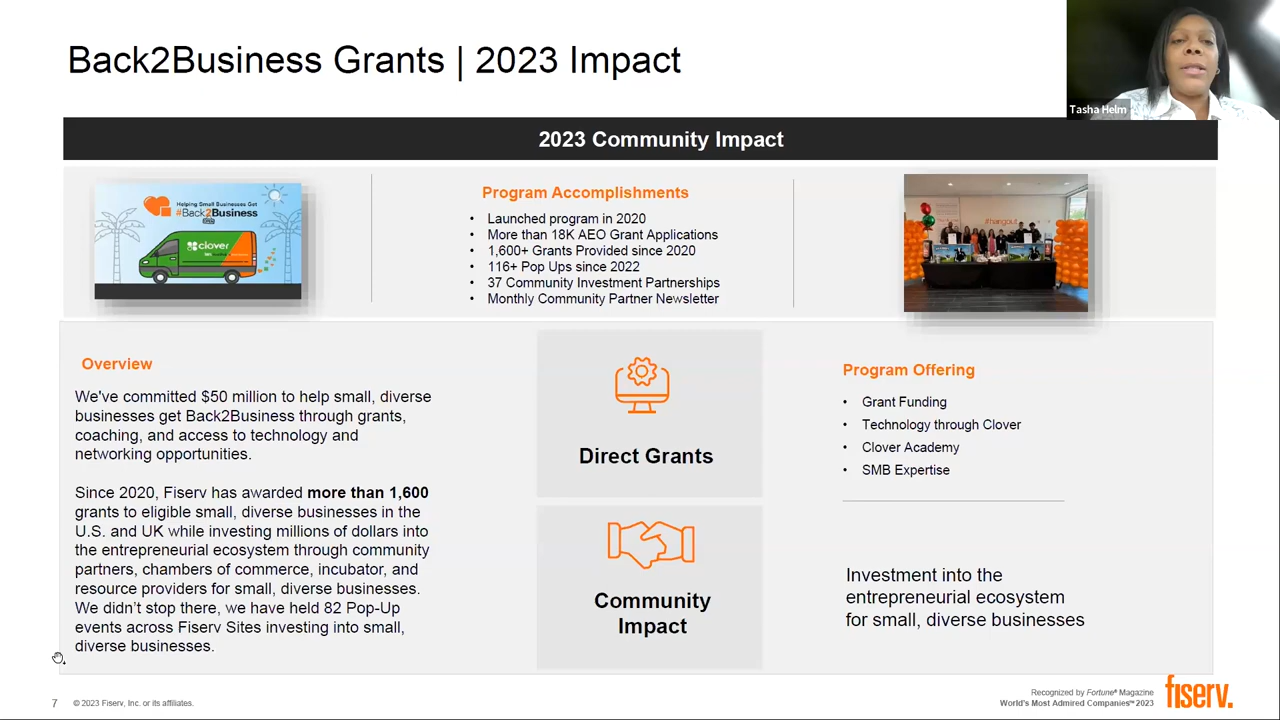 Back2Business Grants | 2023 Impact
Tasha Helm
2023 Community Impact
Helping Small Businesses Get
#Back2Business
clover
Program Accomplishments
• Launched program in 2020
• More than 18K AEO Grant Applications
• 1,600+ Grants Provided since 2020
• 116+ Pop Ups since 2022
• 37 Community Investment Partnerships
• Monthly Community Partner Newsletter
#hangout
Overview
We've committed $50 million to help small, diverse
businesses get Back2Business through grants,
coaching, and access to technology and
networking opportunities.
Since 2020, Fiserv has awarded more than 1,600
grants to eligible small, diverse businesses in the
U.S. and UK while investing millions of dollars into
the entrepreneurial ecosystem through community
partners, chambers of commerce, incubator, and
resource providers for small, diverse businesses.
We didn’t stop there, we have held 82 Pop-Up
events across Fiserv Sites investing into small,
diverse businesses.
Direct Grants
Community
Impact
Program Offering
• Grant Funding
• Technology through Clover
• Clover Academy
• SMB Expertise
Investment into the
entrepreneurial ecosystem
for small, diverse businesses
7 © 2023 Fiserv, Inc. or its affiliates.
Recognized by Fortune® Magazine
World's Most Admired Companies™ 2023
fiserv.